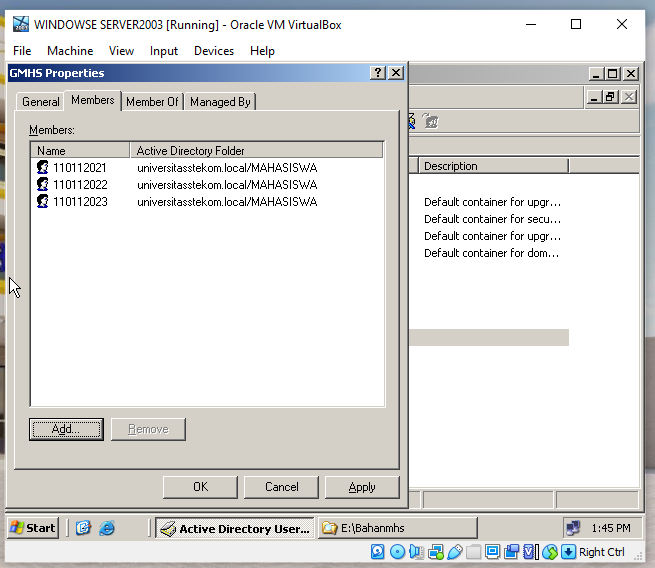 WINDOWSE SERVER2003 [Running] - Oracle VM VirtualBox
File Machine View Input Devices Help
GMHS Properties
General Members Member Of Managed By
Members:
Name Active Directory Folder
110112021 universitasstekom.local/MAHASISWA
110112022 universitasstekom.local/MAHASISWA
110112023 universitasstekom.local/MAHASISWA
Description
Default container for upgr...
Default container for secu...
Default container for upgr...
Default container for dom...
Add... Remove
OK Cancel Apply
Start Active Directory User... E:\Bahanmhs 1:45 PM
Right Ctrl